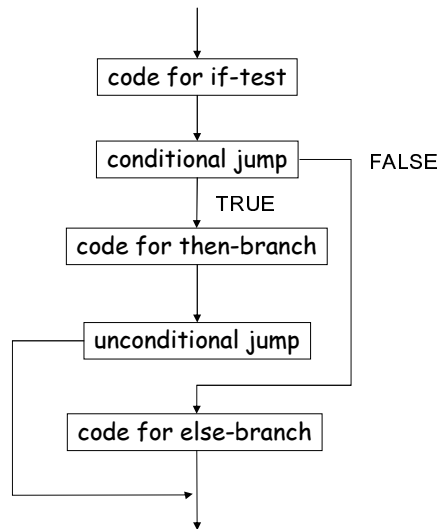 code for if-test
conditional jump
FALSE
TRUE
code for then-branch
unconditional jump
code for else-branch